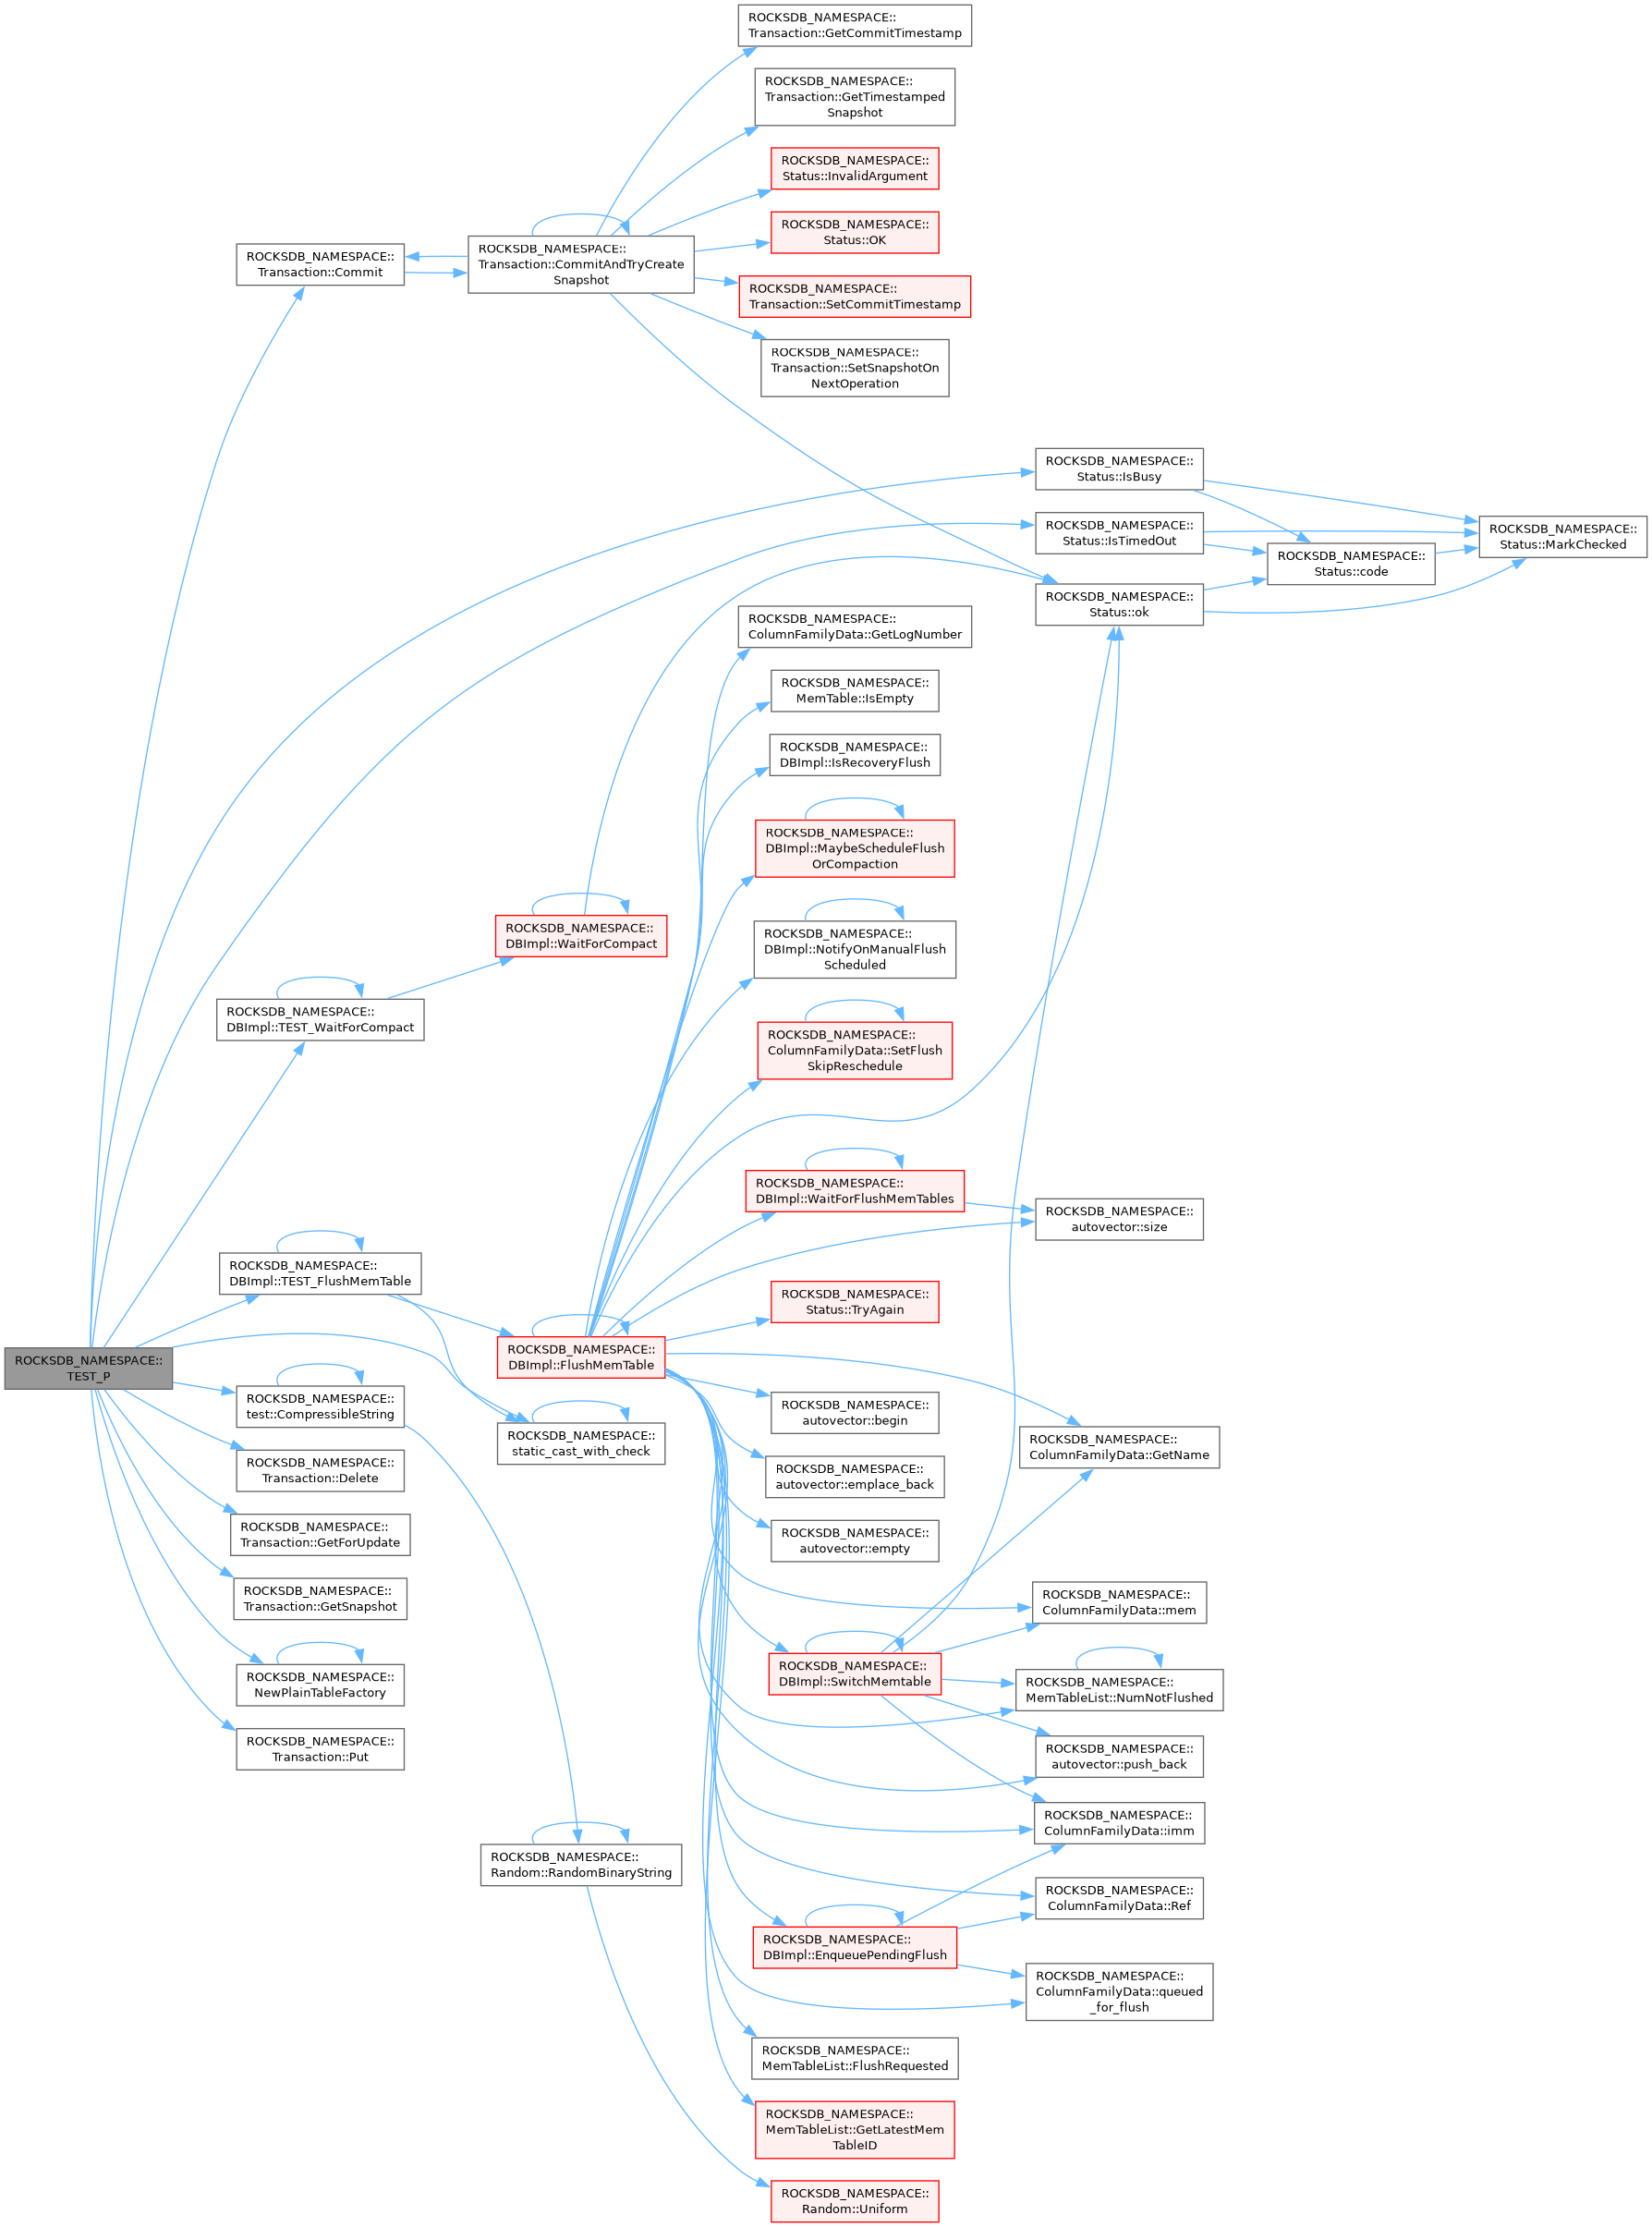 ROCKSDB_NAMESPACE::
Transaction::GetCommitTimestamp
ROCKSDB_NAMESPACE::
Transaction::GetTimestamped
Snapshot
ROCKSDB_NAMESPACE::
Status::InvalidArgument
ROCKSDB_NAMESPACE::
Status::OK
ROCKSDB_NAMESPACE::
Transaction::Commit
ROCKSDB_NAMESPACE::
Transaction::CommitAndTryCreate
Snapshot
ROCKSDB_NAMESPACE::
Transaction::SetCommitTimestamp
ROCKSDB_NAMESPACE::
Transaction::SetSnapshotOn
NextOperation
ROCKSDB_NAMESPACE::
Status::IsBusy
ROCKSDB_NAMESPACE::
Status::IsTimedOut
ROCKSDB_NAMESPACE::
Status::MarkChecked
ROCKSDB_NAMESPACE::
Status::code
ROCKSDB_NAMESPACE::
Status::ok
ROCKSDB_NAMESPACE::
ColumnFamilyData::GetLogNumber
ROCKSDB_NAMESPACE::
MemTable::IsEmpty
ROCKSDB_NAMESPACE::
DBImpl::IsRecoveryFlush
ROCKSDB_NAMESPACE::
DBImpl::MaybeScheduleFlush
OrCompaction
ROCKSDB_NAMESPACE::
DBImpl::WaitForCompact
ROCKSDB_NAMESPACE::
DBImpl::NotifyOnManualFlush
Scheduled
ROCKSDB_NAMESPACE::
DBImpl::TEST_WaitForCompact
ROCKSDB_NAMESPACE::
ColumnFamilyData::SetFlush
SkipReschedule
ROCKSDB_NAMESPACE::
DBImpl::WaitForFlushMemTables
ROCKSDB_NAMESPACE::
autovector::size
ROCKSDB_NAMESPACE::
DBImpl::TEST_FlushMemTable
ROCKSDB_NAMESPACE::
Status::TryAgain
ROCKSDB_NAMESPACE::
TEST_P
ROCKSDB_NAMESPACE::
DBImpl::FlushMemTable
ROCKSDB_NAMESPACE::
test::CompressibleString
ROCKSDB_NAMESPACE::
autovector::begin
ROCKSDB_NAMESPACE::
static_cast_with_check
ROCKSDB_NAMESPACE::
ColumnFamilyData::GetName
ROCKSDB_NAMESPACE::
Transaction::Delete
ROCKSDB_NAMESPACE::
autovector::emplace_back
ROCKSDB_NAMESPACE::
Transaction::GetForUpdate
ROCKSDB_NAMESPACE::
autovector::empty
ROCKSDB_NAMESPACE::
Transaction::GetSnapshot
ROCKSDB_NAMESPACE::
ColumnFamilyData::mem
ROCKSDB_NAMESPACE::
NewPlainTableFactory
ROCKSDB_NAMESPACE::
DBImpl::SwitchMemtable
ROCKSDB_NAMESPACE::
MemTableList::NumNotFlushed
ROCKSDB_NAMESPACE::
Transaction::Put
ROCKSDB_NAMESPACE::
autovector::push_back
ROCKSDB_NAMESPACE::
ColumnFamilyData::imm
ROCKSDB_NAMESPACE::
Random::RandomBinaryString
ROCKSDB_NAMESPACE::
ColumnFamilyData::Ref
ROCKSDB_NAMESPACE::
DBImpl::EnqueuePendingFlush
ROCKSDB_NAMESPACE::
ColumnFamilyData::queued
_for_flush
ROCKSDB_NAMESPACE::
MemTableList::FlushRequested
ROCKSDB_NAMESPACE::
MemTableList::GetLatestMem
TableID
ROCKSDB_NAMESPACE::
Random::Uniform